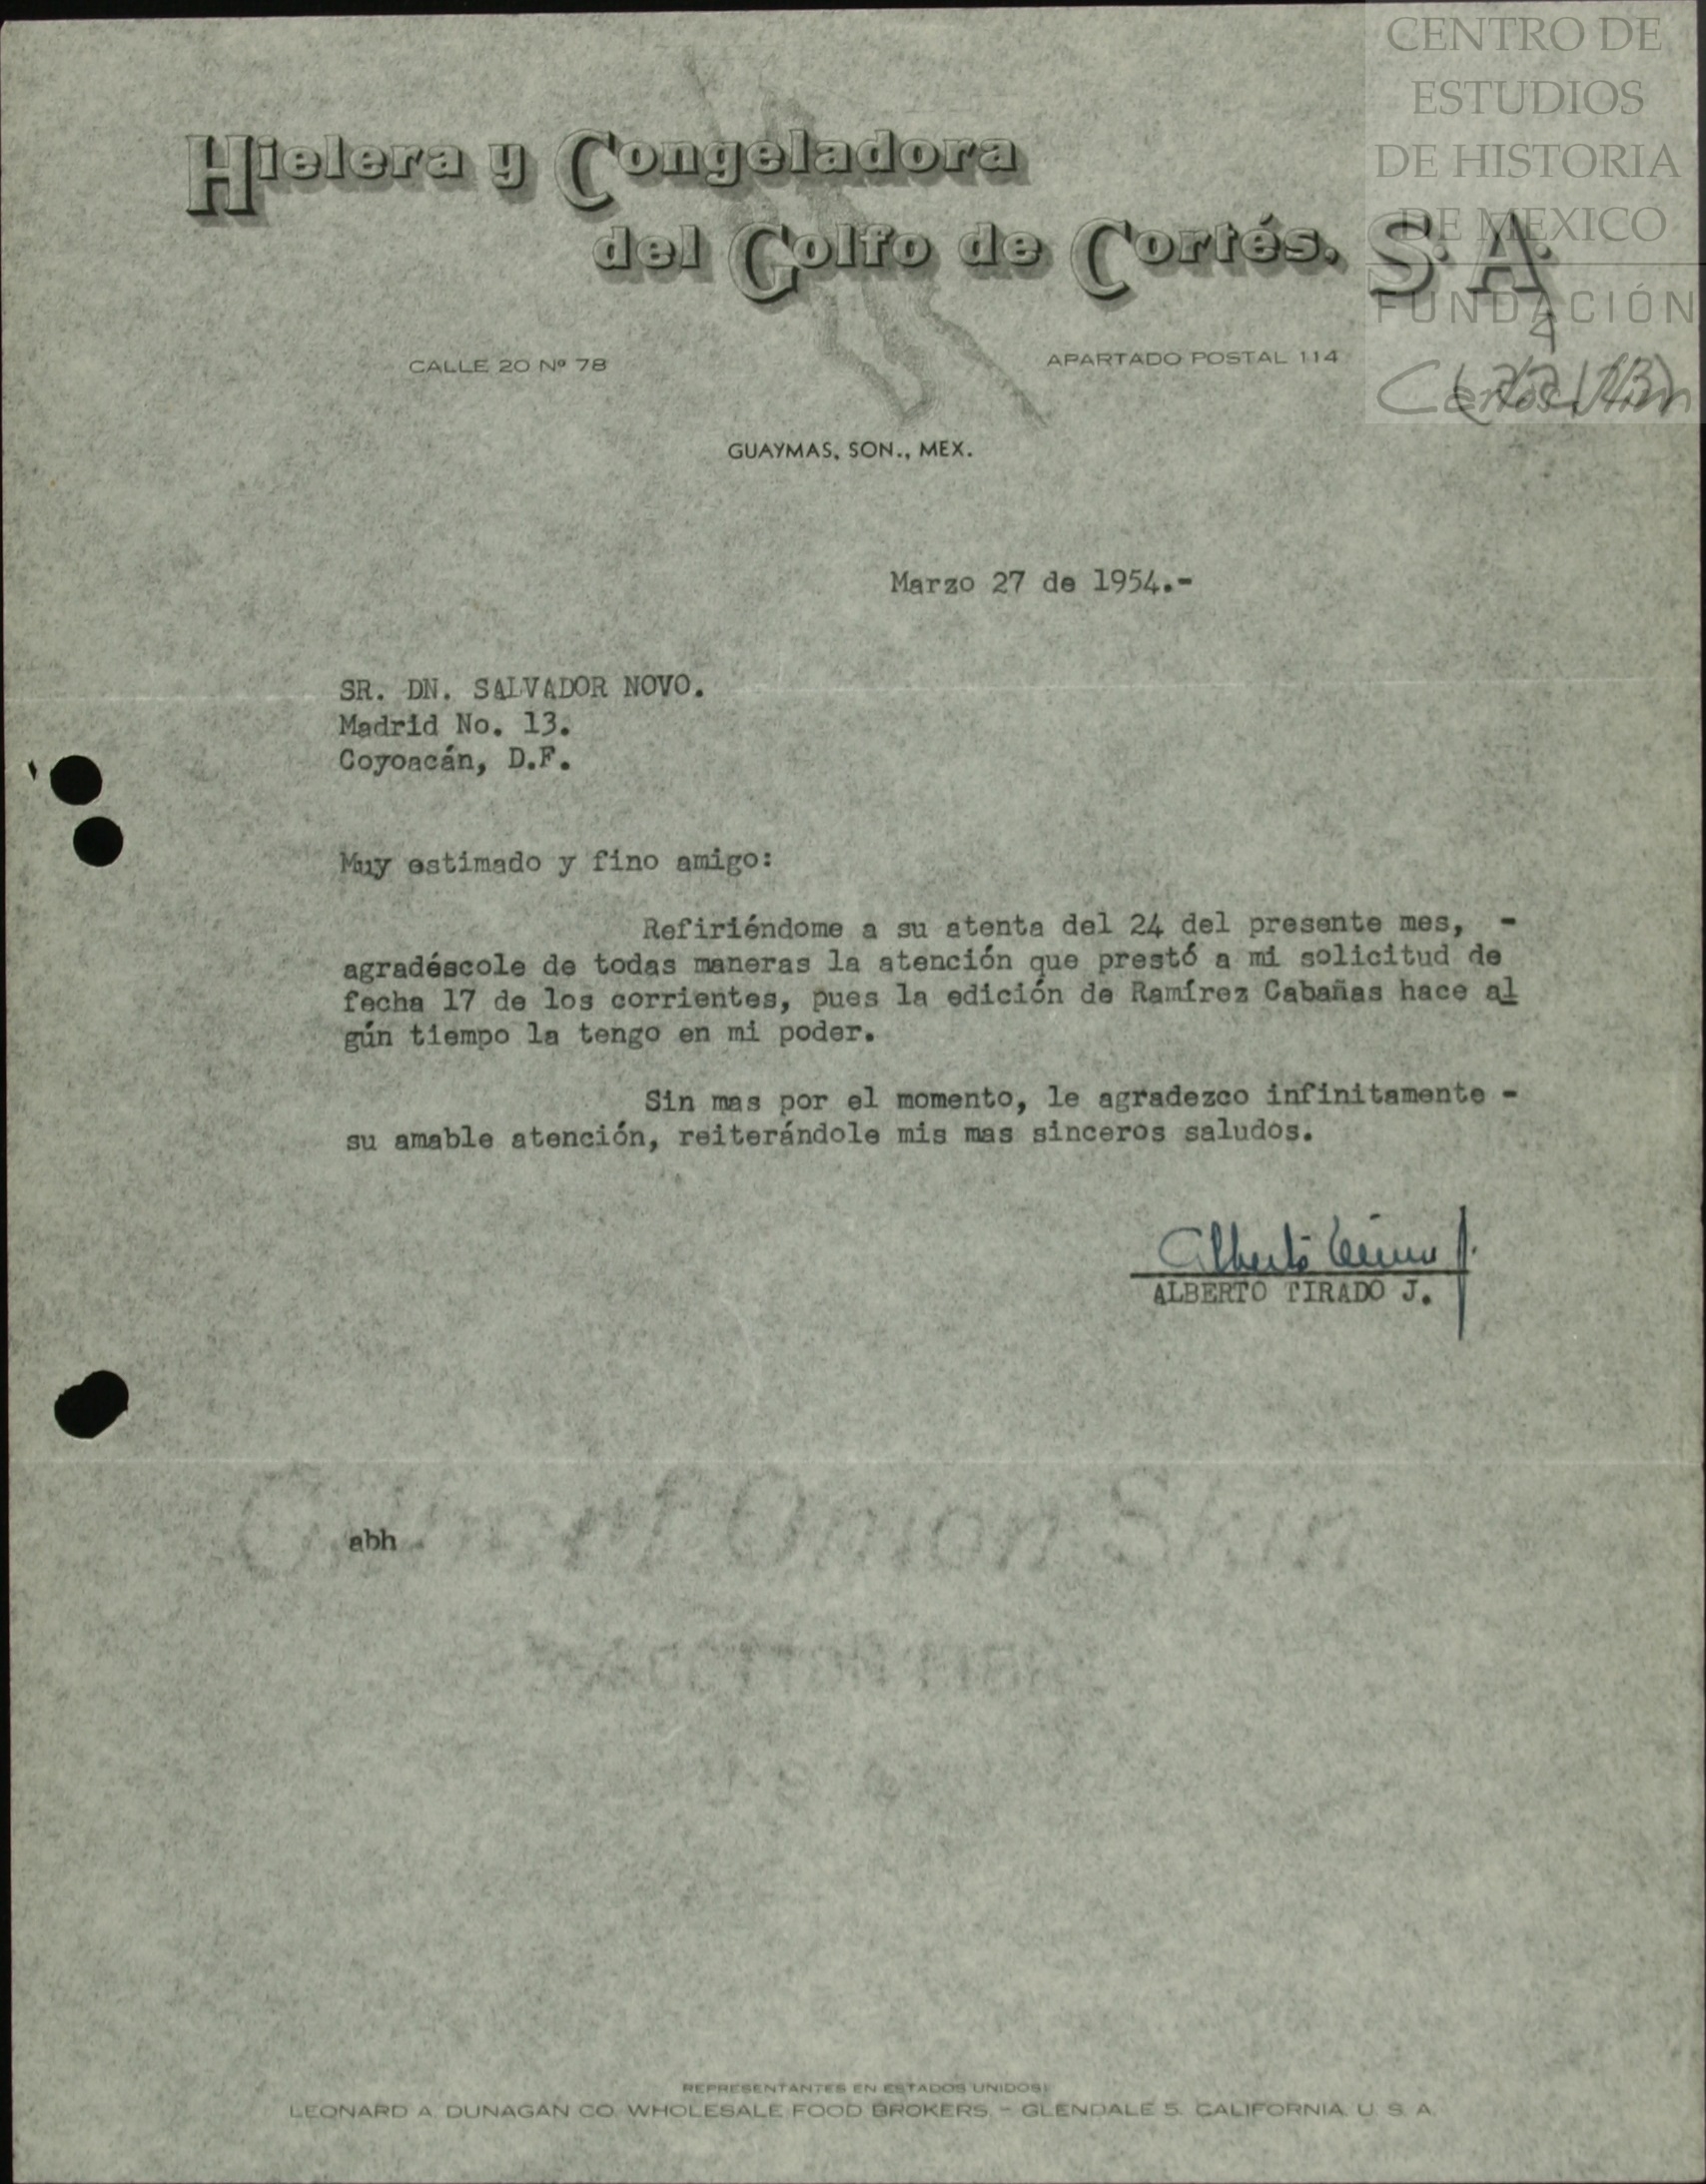 CENTRO DE
ESTUDIOS
DE HISTORIA
DE MEXICO
FUNDACIÓN
Carlos Slim
Hielera y Congeladora
del Golfo de Cortés, S. A.
CALLE 20 Nº 78
APARTADO POSTAL 114
GUAYMAS, SON., MEX.
Marzo 27 de 1954.-
SR. DN. SALVADOR NOVO.
Madrid No. 13.
Coyoacán, D.F.
Muy estimado y fino amigo:
Refiriéndome a su atenta del 24 del presente mes, -
agradéscole de todas maneras la atención que prestó a mi solicitud de
fecha 17 de los corrientes, pues la edición de Ramírez Cabañas hace al
gún tiempo la tengo en mi poder.
Sin mas por el momento, le agradezco infinitamente -
su amable atención, reiterándole mis mas sinceros saludos.
ALBERTO TIRADO J.
abh
Onion Skin
REPRESENTANTES EN ESTADOS UNIDOS:
LEONARD A. DUNAGAN CO. WHOLESALE FOOD BROKERS. - GLENDALE 5. CALIFORNIA. U. S. A.